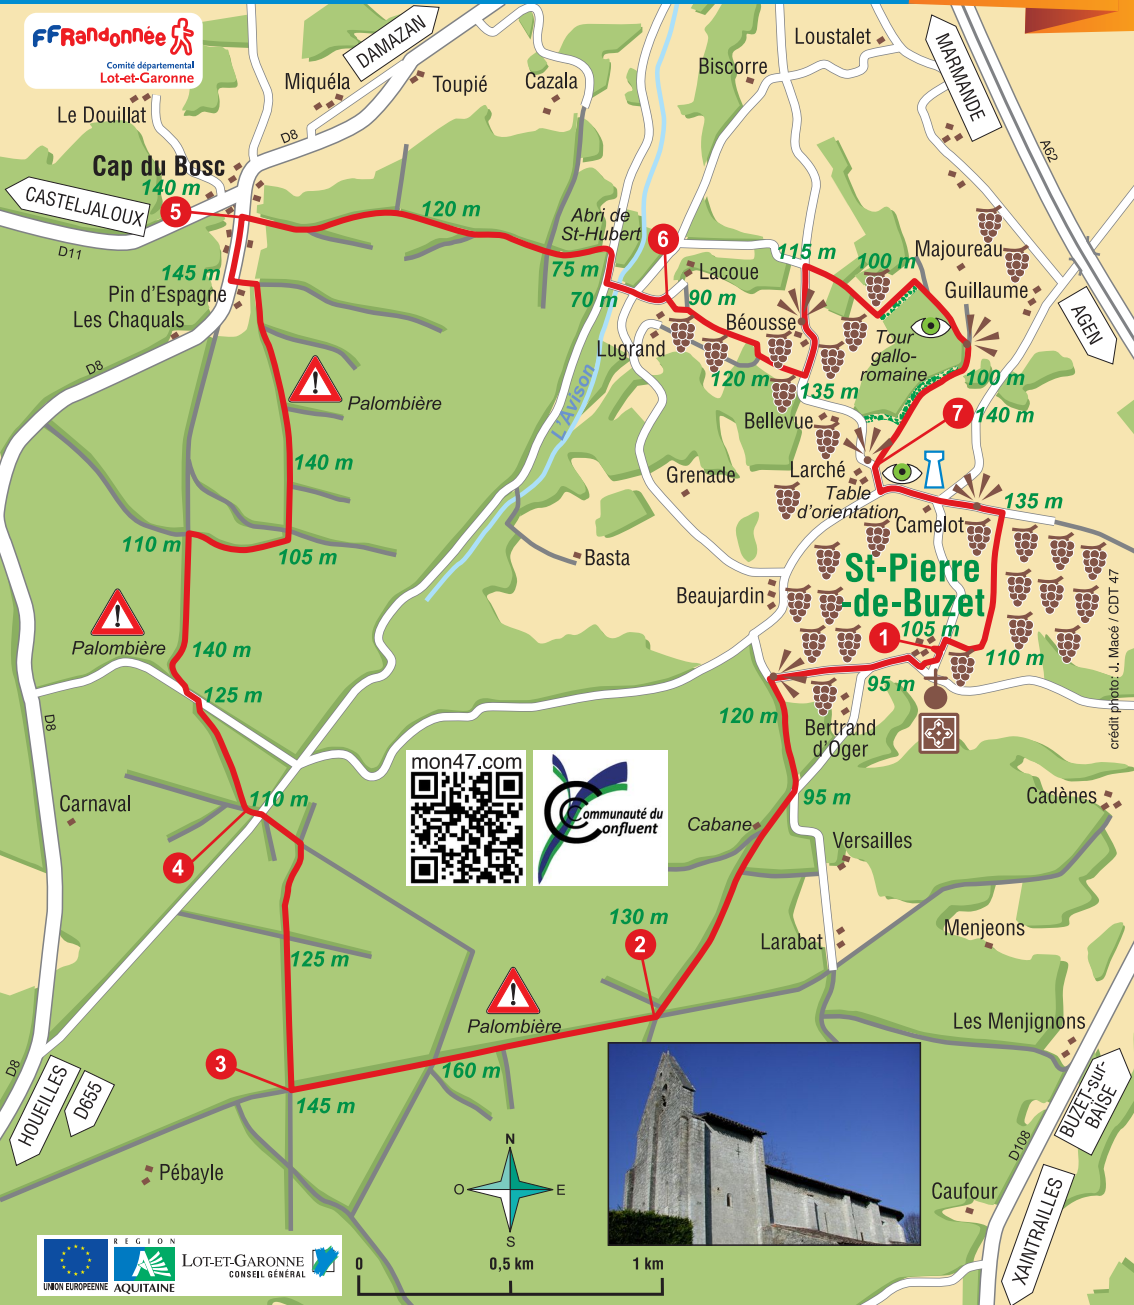 FFRandonnée
Comité départemental
Lot-et-Garonne
DAMAZAN
Loustalet
MARMANDE
Biscorre
Miquéla
Toupié
Cazala
Le Douillat
D8
A62
Cap du Bosc
140 m
CASTELJALOUX
5
D11
120 m
Abri de
St-Hubert
6
115 m
100 m
Majoureau
145 m
75 m
Lacoue
Guillaume
Pin d'Espagne
70 m
90 m
Les Chaquals
Béousse
AGEN
Tour
gallo-
romaine
Lugrand
D8
120 m
135 m
100 m
Palombière
L'Avison
Bellevue
7
140 m
140 m
Grenade
Larché
Table
d'orientation
135 m
Camelot
110 m
105 m
Basta
St-Pierre
-de-Buzet
Beaujardin
crédit photo: J. Macé / CDT 47
Palombière
140 m
1
105 m
110 m
125 m
95 m
D8
120 m
Bertrand
d'Oger
mon47.com
Communauté du
Confluent
Carnaval
110 m
95 m
Cadènes
Cabane
Versailles
4
130 m
2
Larabat
Menjeons
125 m
Palombière
Les Menjignons
3
D8
160 m
145 m
HOUEILLES
D655
BUZET-sur-
BAÏSE
D108
N
O
E
S
Pébayle
Caufour
XAINTRAILLES
UNION EUROPEENNE
REGION
AQUITAINE
LOT-ET-GARONNE
CONSEIL GÉNÉRAL
0
0,5 km
1 km